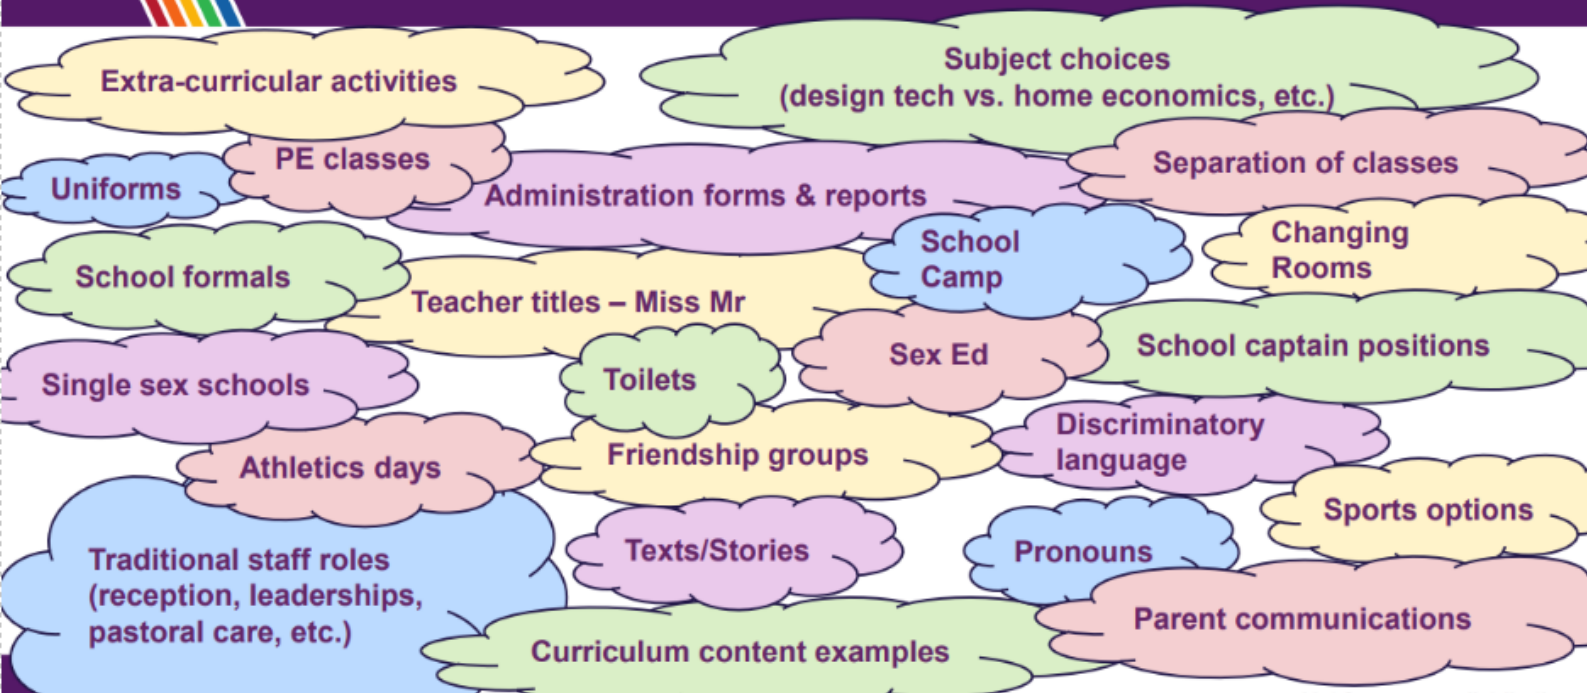 Extra-curricular activities
Subject choices
(design tech vs. home economics, etc.)
PE classes
Separation of classes
Uniforms
Administration forms & reports
School
Camp
Changing
Rooms
School formals
Teacher titles – Miss Mr
Sex Ed
School captain positions
Single sex schools
Toilets
Discriminatory
language
Athletics days
Friendship groups
Sports options
Texts/Stories
Pronouns
Traditional staff roles
(reception, leaderships,
pastoral care, etc.)
Parent communications
Curriculum content examples